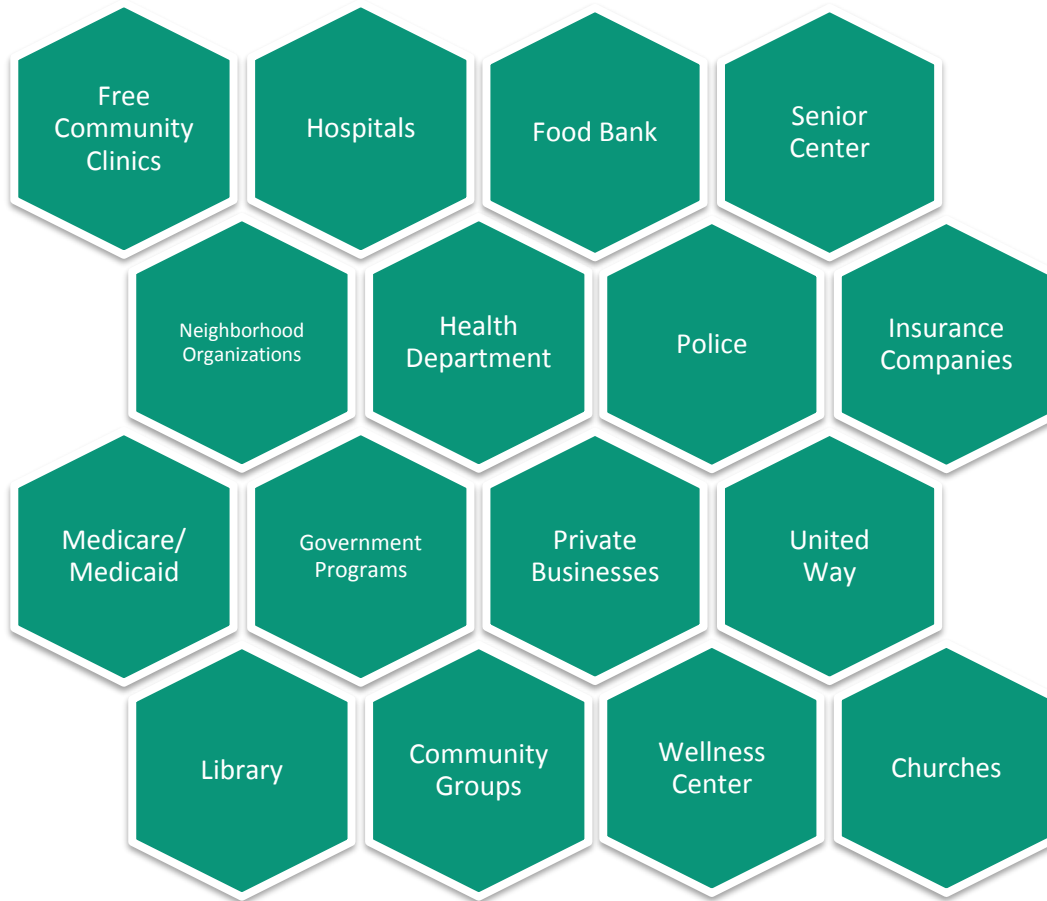 Free
Community
Clinics
Hospitals
Food Bank
Senior
Center
Neighborhood
Organizations
Health
Department
Police
Insurance
Companies
Medicare/
Medicaid
Government
Programs
Private
Businesses
United
Way
Library
Community
Groups
Wellness
Center
Churches